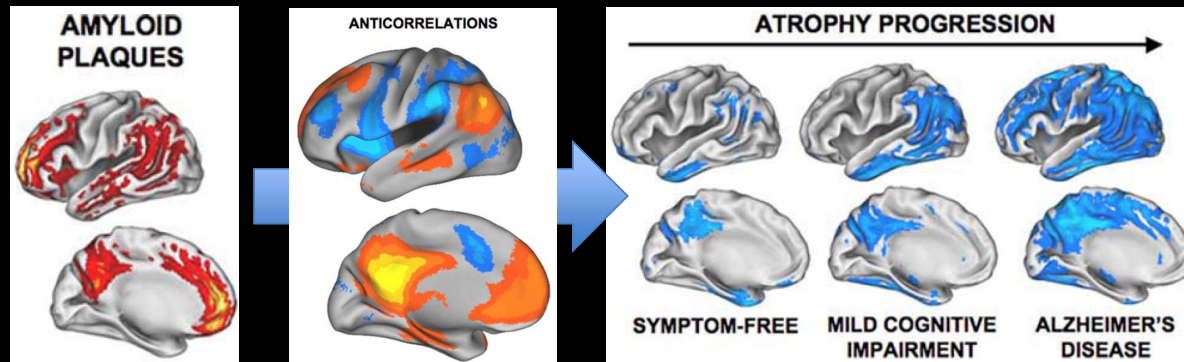 AMYLOID
PLAQUES
ANTICORRELATIONS
ATROPHY PROGRESSION
SYMPTOM-FREE
MILD COGNITIVE
IMPAIRMENT
ALZHEIMER'S
DISEASE